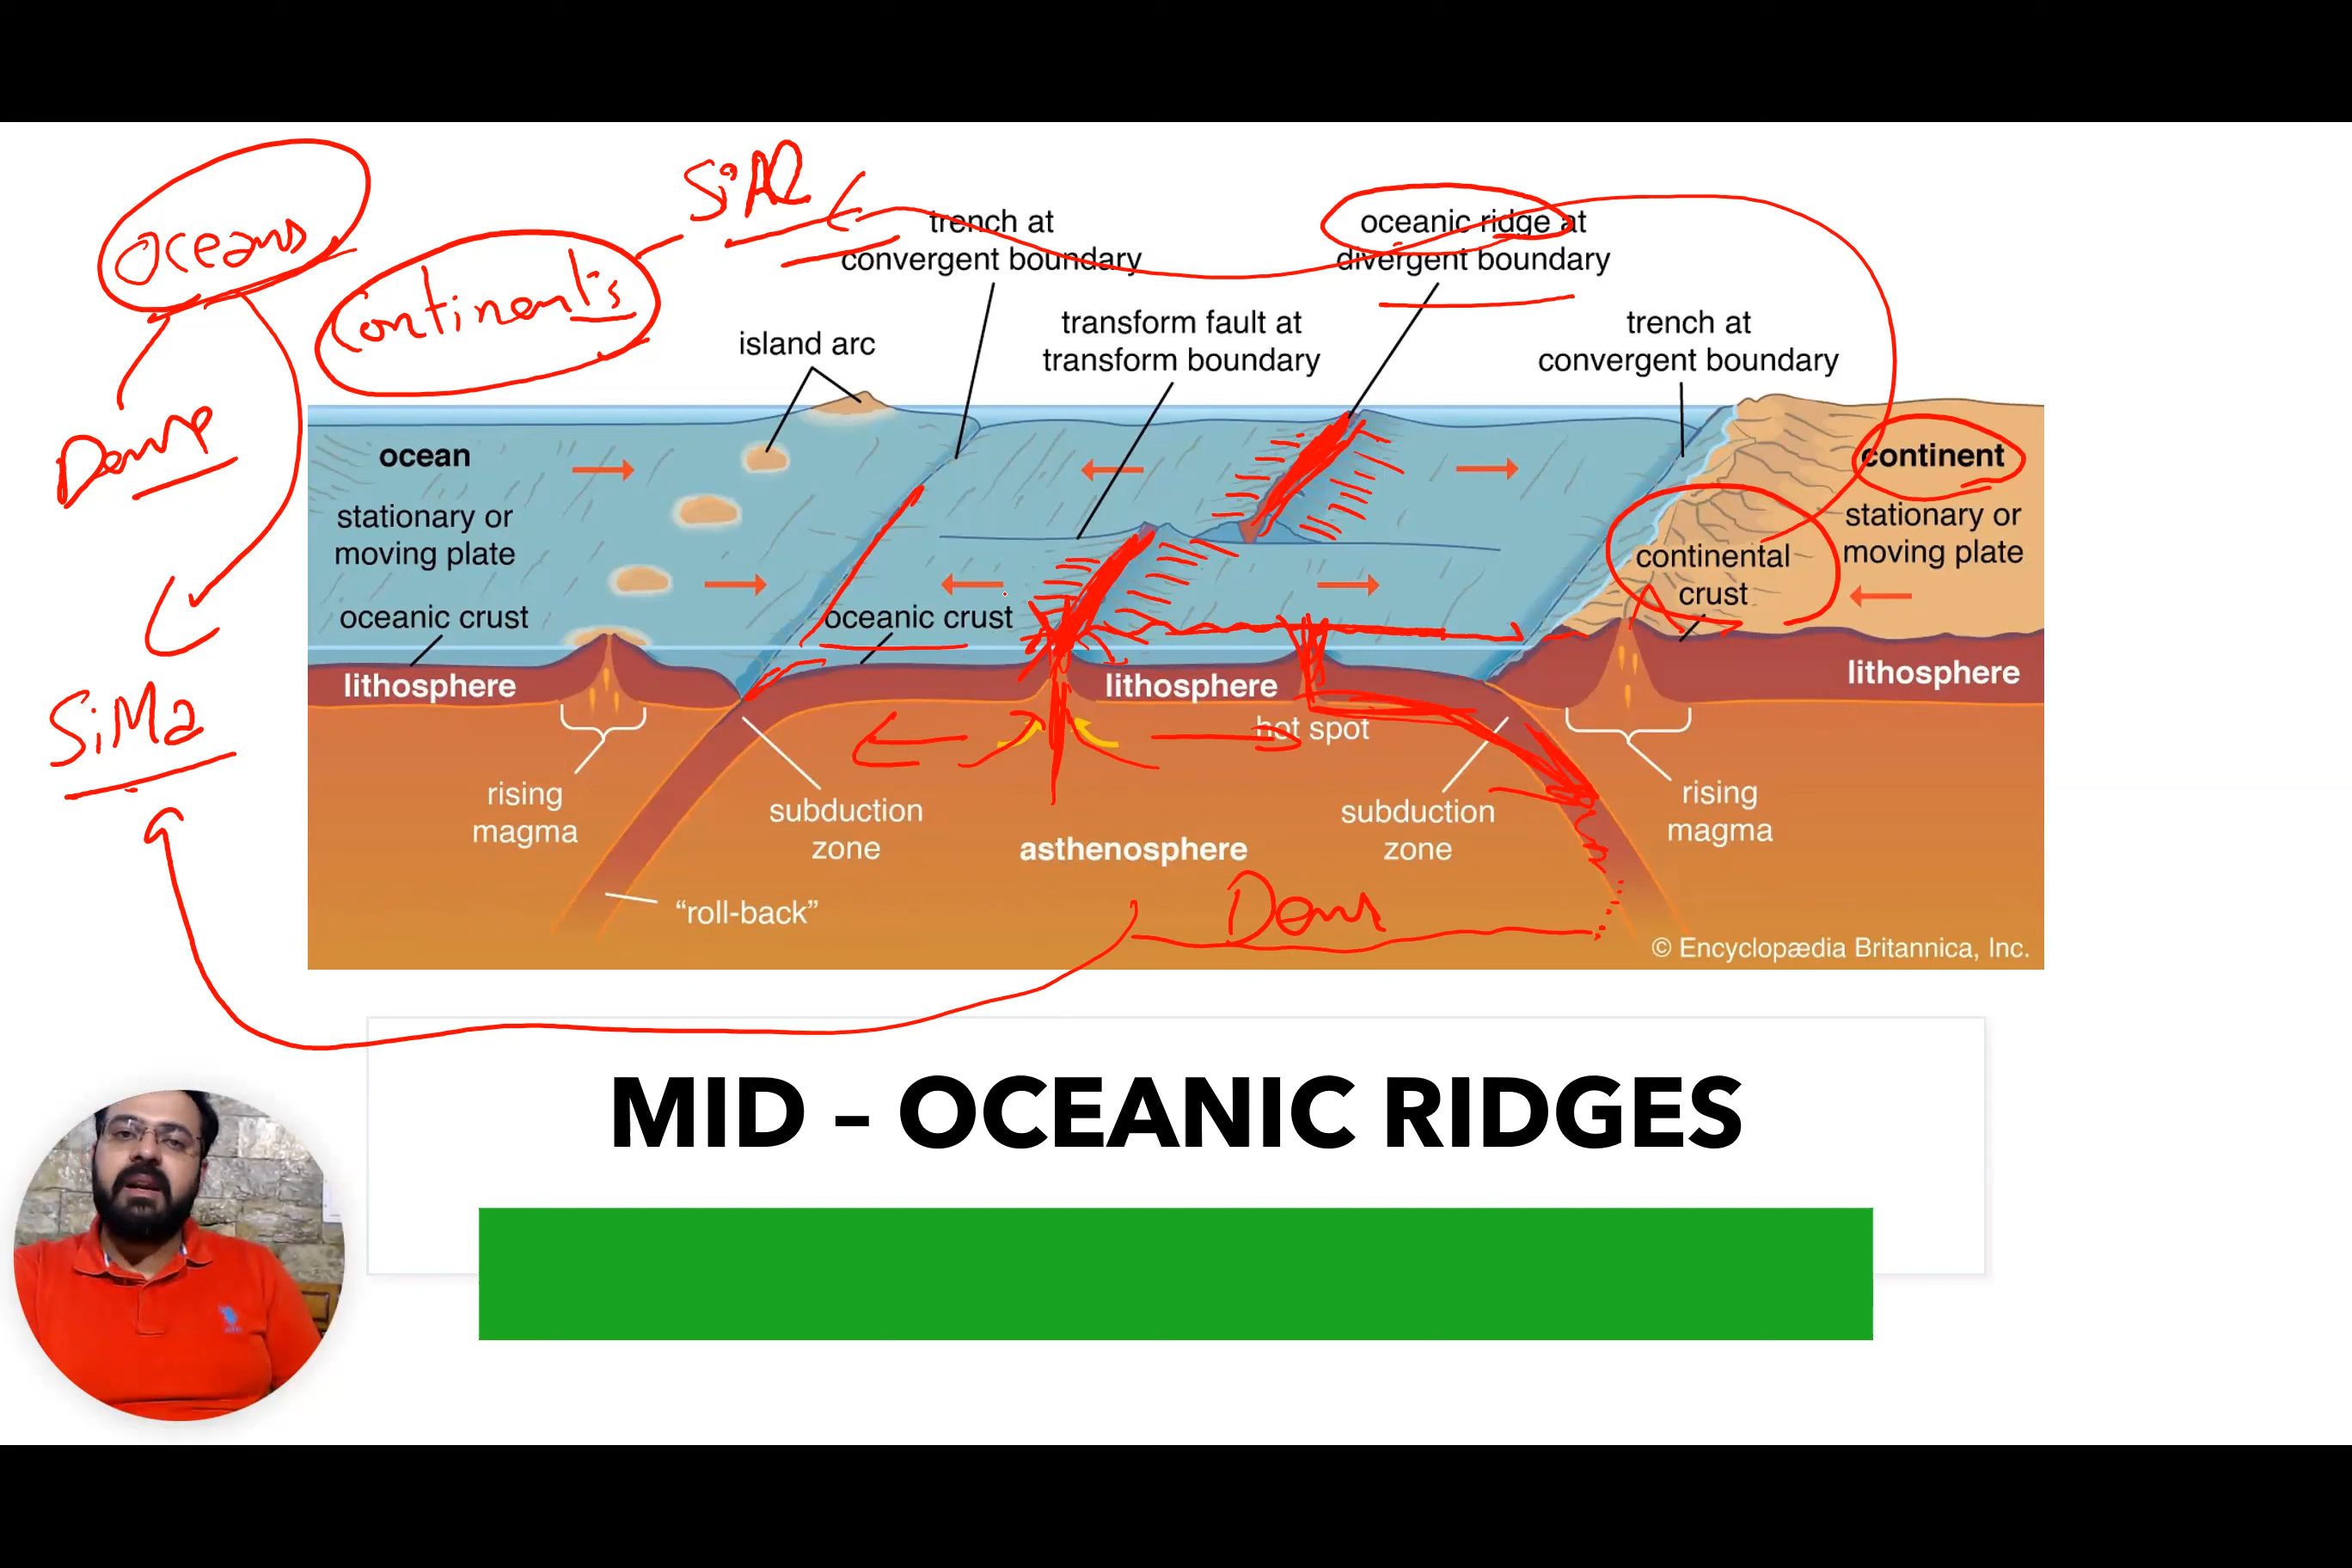 oceans
SiAl
continents
Dense
SiMa
trench at
convergent boundary
oceanic ridge at
divergent boundary
island arc
transform fault at
transform boundary
trench at
convergent boundary
ocean
stationary or
moving plate
continent
stationary or
moving plate
continental
crust
oceanic crust
oceanic crust
lithosphere
lithosphere
lithosphere
hot spot
rising
magma
subduction
zone
subduction
zone
rising
magma
asthenosphere
"roll-back"
© Encyclopædia Britannica, Inc.
MID - OCEANIC RIDGES